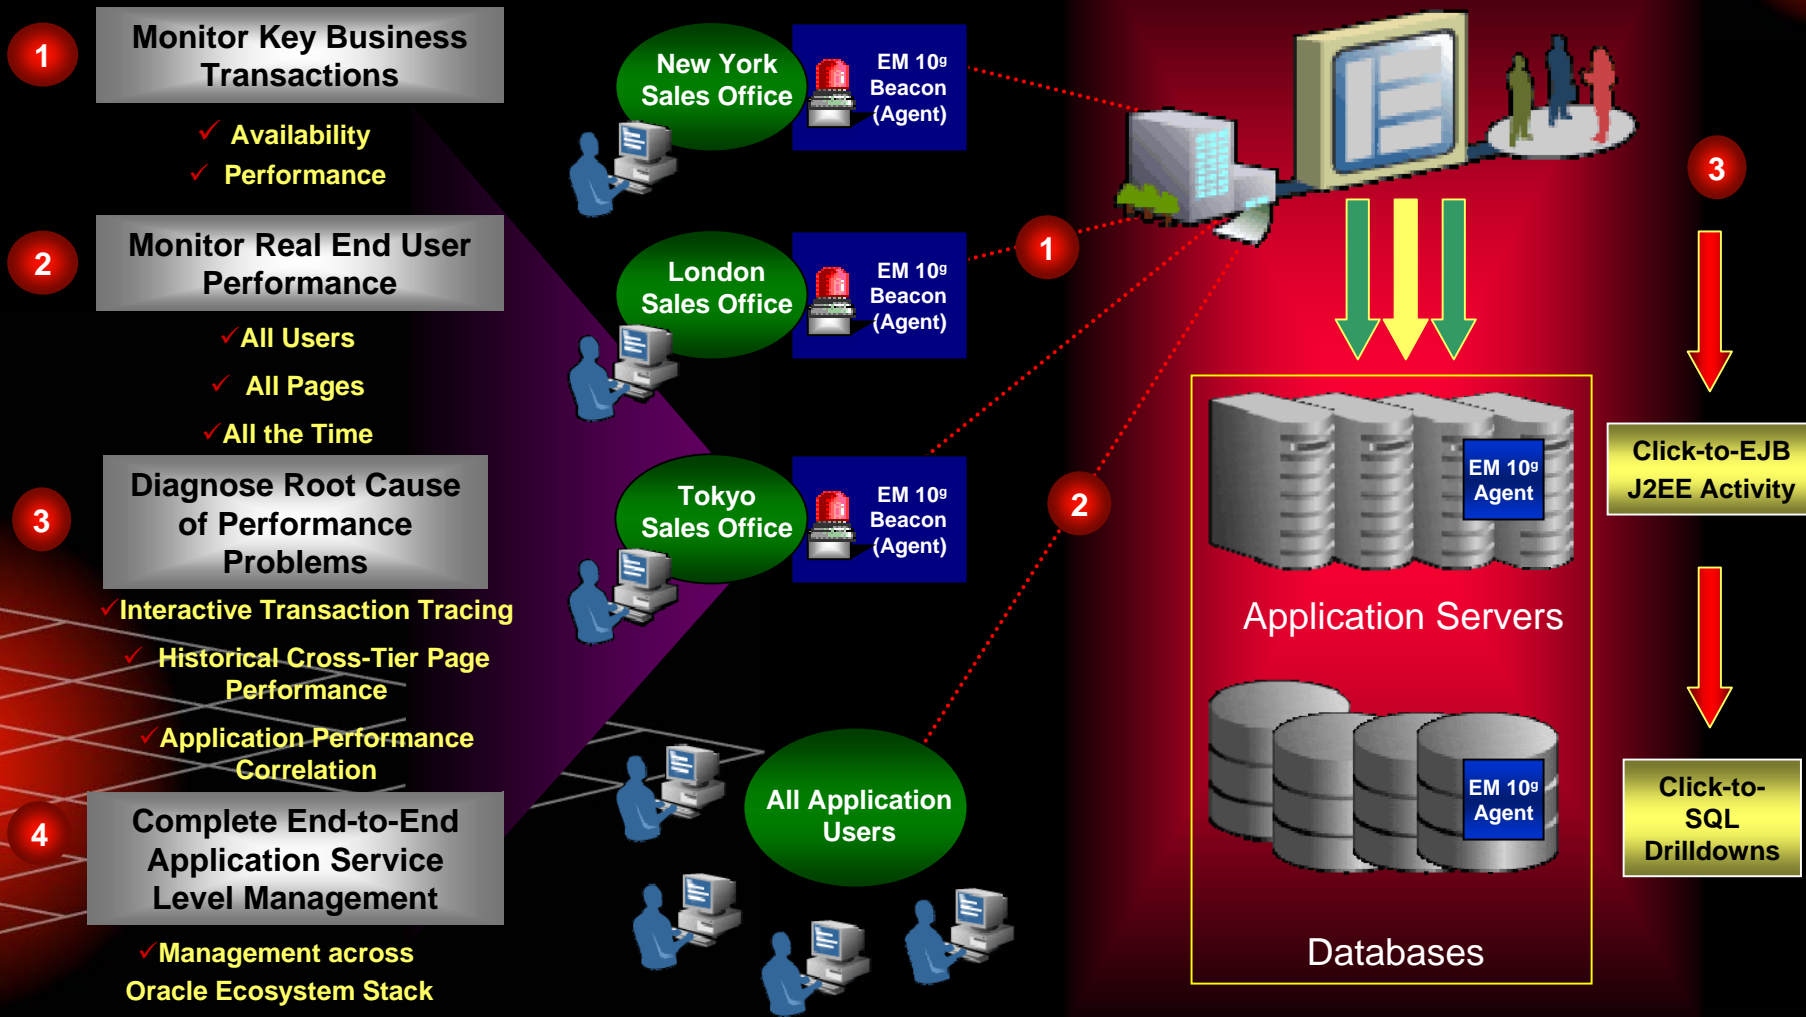 1
Monitor Key Business
Transactions
✓ Availability
✓ Performance
2
Monitor Real End User
Performance
✓All Users
✓ All Pages
✓All the Time
3
Diagnose Root Cause
of Performance
Problems
✓Interactive Transaction Tracing
✓ Historical Cross-Tier Page
Performance
✓Application Performance
Correlation
4
Complete End-to-End
Application Service
Level Management
✓Management across
Oracle Ecosystem Stack
New York
Sales Office
EM 10g
Beacon
(Agent)
London
Sales Office
EM 10g
Beacon
(Agent)
Tokyo
Sales Office
EM 10g
Beacon
(Agent)
All Application
Users
1
2
EM 10g
Agent
Application Servers
EM 10g
Agent
Databases
3
Click-to-EJB
J2EE Activity
Click-to-
SQL
Drilldowns